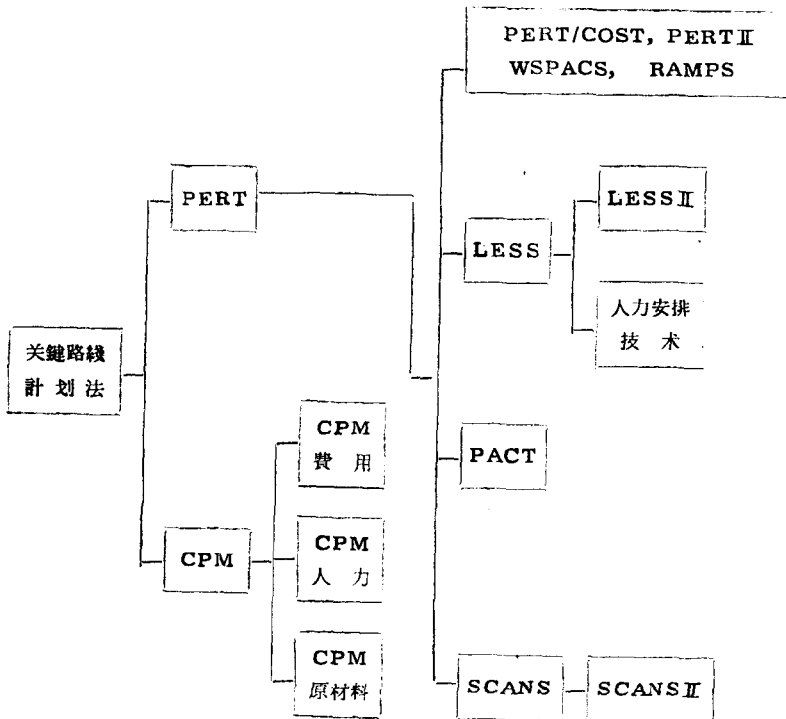 关鍵路綫
計划法
PERT
CPM
CPM
費用
CPM
人力
CPM
原材料
PERT/COST, PERTⅡ
WSPACS, RAMPS
LESS
LESSⅡ
人力安排
技术
PACT
SCANS
SCANSⅡ